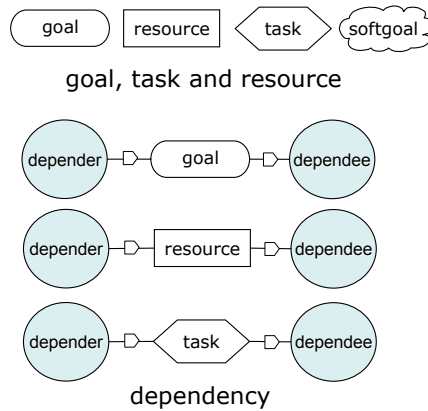 goal resource task softgoal
goal, task and resource
depender goal dependee
depender resource dependee
depender task dependee
dependency